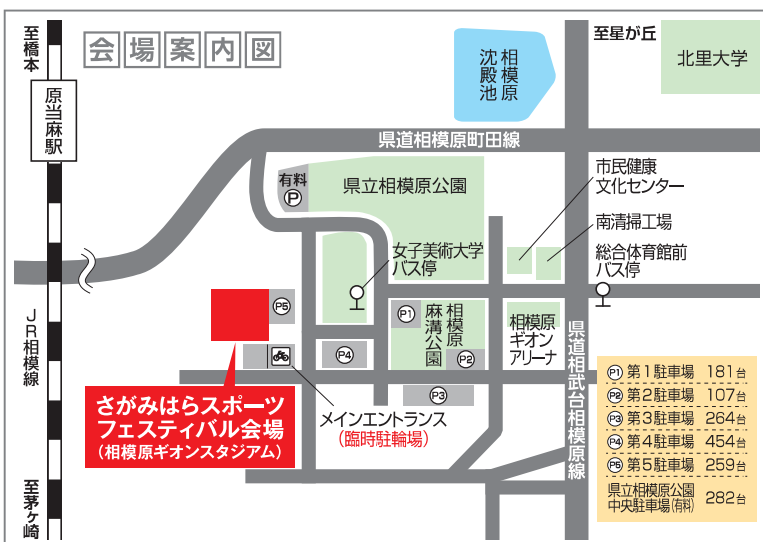 会場案内図
至橋本
原当麻駅
JR相模線
至茅ヶ崎
相模原
沈殿池
至星が丘
北里大学
県道相模原町田線
有料
P
県立相模原公園
市民健康
文化センター
南清掃工場
総合体育館前
バス停
女子美術大学
バス停
P5
P1
相模原
麻溝公園
P2
相模原
ギオン
アリーナ
P4
P3
県道相武台相模原線
メインエントランス
(臨時駐輪場)
さがみはらスポーツ
フェスティバル会場
(相模原ギオンスタジアム)
P1 第1駐車場 181台
P2 第2駐車場 107台
P3 第3駐車場 264台
P4 第4駐車場 454台
P5 第5駐車場 259台
県立相模原公園
中央駐車場(有料) 282台